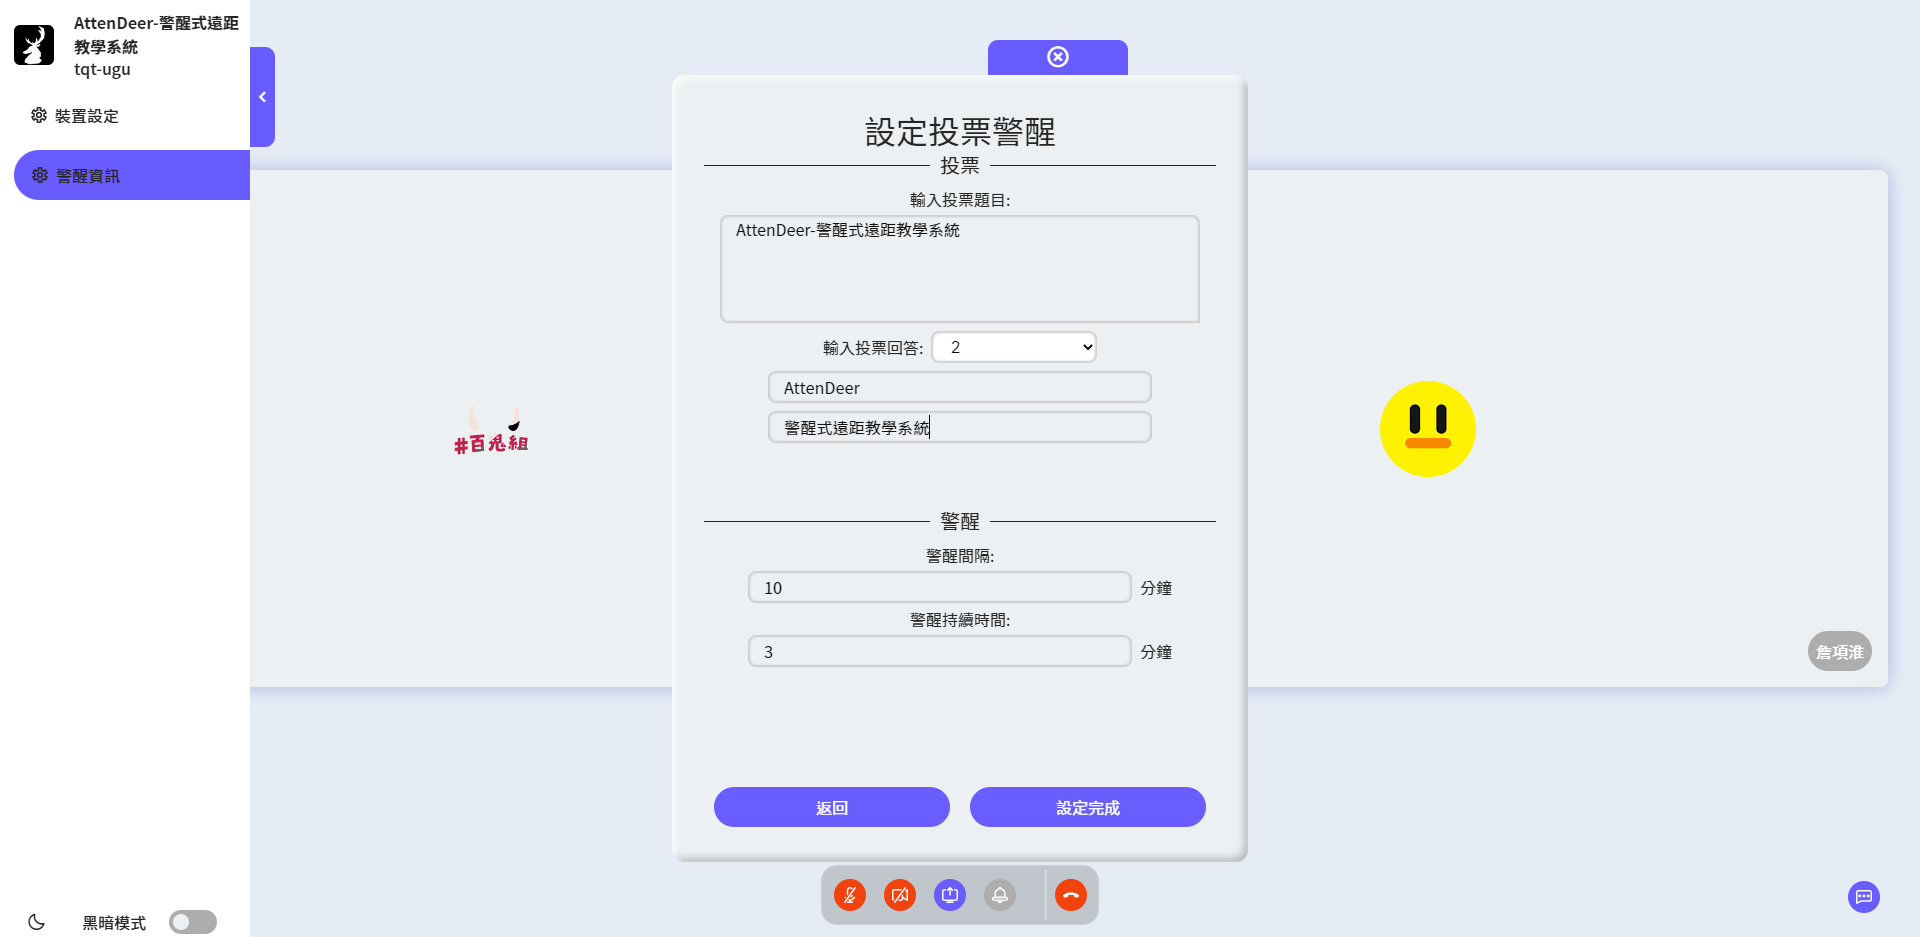 AttenDeer-警醒式遠距
教學系統
tqt-ugu
裝置設定
警醒資訊
黑暗模式
#百鬼組
設定投票警醒
投票
輸入投票題目:
AttenDeer-警醒式遠距教學系統
輸入投票回答: 2
AttenDeer
警醒式遠距教學系統
警醒
警醒間隔:
10 分鐘
警醒持續時間:
3 分鐘
返回 設定完成
詹項淮